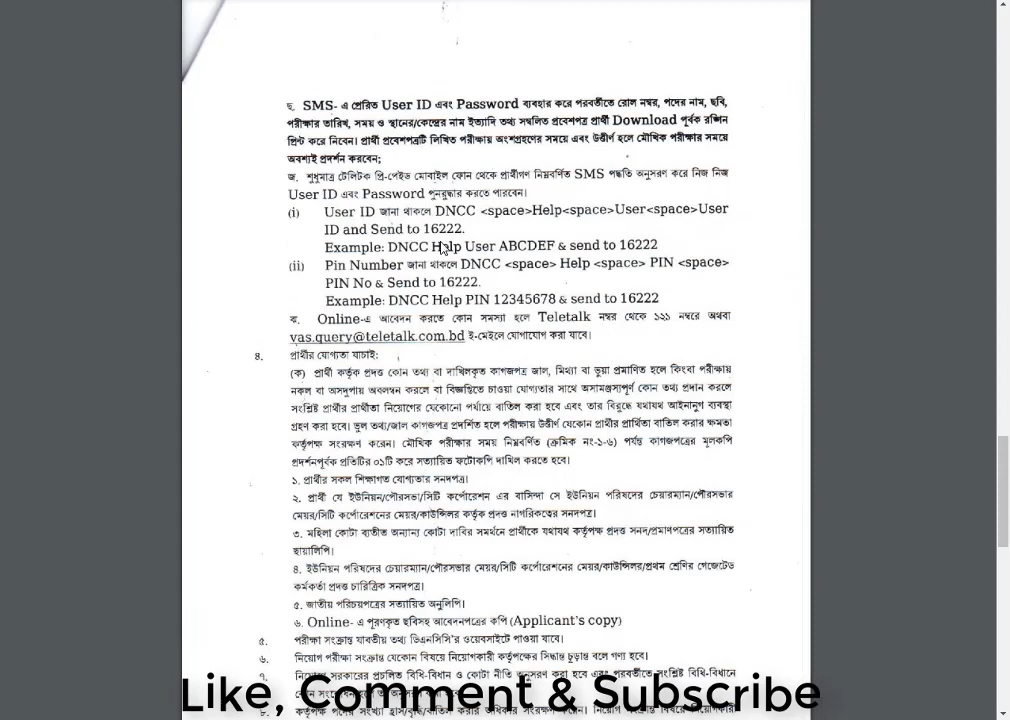 ছ. SMS- এ প্রেরিত User ID এবং Password ব্যবহার করে পরবর্তীতে রোল নম্বর, পদের নাম, ছবি,
পরীক্ষার তারিখ, সময় ও স্থানের/কেন্দ্রের নাম ইত্যাদি তথ্য সম্বলিত প্রবেশপত্র প্রার্থী Download পূর্বক রঙ্গিন
প্রিন্ট করে নিবেন। প্রার্থী প্রবেশপত্রটি লিখিত পরীক্ষায় অংশগ্রহণের সময়ে এবং উত্তীর্ণ হলে মৌখিক পরীক্ষার সময়ে
অবশ্যই প্রদর্শন করবেন;
জ. শুধুমাত্র টেলিটক প্রি-পেইড মোবাইল ফোন থেকে প্রার্থীগণ নিম্নবর্ণিত SMS পদ্ধতি অনুসরণ করে নিজ নিজ
User ID এবং Password পুনরুদ্ধার করতে পারবেন।
(i) User ID জানা থাকলে DNCC <space>Help<space>User<space>User
ID and Send to 16222.
Example: DNCC Help User ABCDEF & send to 16222
(ii) Pin Number জানা থাকলে DNCC <space> Help <space> PIN <space>
PIN No & Send to 16222.
Example: DNCC Help PIN 12345678 & send to 16222
ঝ. Online-এ আবেদন করতে কোন সমস্যা হলে Teletalk নম্বর থেকে ১২১ নম্বরে অথবা
vas.query@teletalk.com.bd ই-মেইলে যোগাযোগ করা যাবে।
৪. প্রার্থীর যোগ্যতা যাচাই:
(ক) প্রার্থী কর্তৃক প্রদত্ত কোন তথ্য বা দাখিলকৃত কাগজপত্র জাল, মিথ্যা বা ভুয়া প্রমাণিত হলে কিংবা পরীক্ষায়
নকল বা অসদুপায় অবলম্বন করলে বা বিজ্ঞপ্তিতে চাওয়া যোগ্যতার সাথে অসামঞ্জস্যপূর্ণ কোন তথ্য প্রদান করলে
সংশ্লিষ্ট প্রার্থীর প্রার্থীতা নিয়োগের যেকোনো পর্যায়ে বাতিল করা হবে এবং তার বিরুদ্ধে যথাযথ আইনানুগ ব্যবস্থা
গ্রহণ করা হবে। ভুল তথ্য/জাল কাগজপত্র প্রদর্শিত হলে পরীক্ষায় উত্তীর্ণ যেকোন প্রার্থীর প্রার্থিতা বাতিল করার ক্ষমতা
কর্তৃপক্ষ সংরক্ষণ করেন। মৌখিক পরীক্ষার সময় নিম্নবর্ণিত (ক্রমিক নং-১-৬) পর্যন্ত কাগজপত্রের মূলকপি
প্রদর্শনপূর্বক প্রতিটির ০১টি করে সত্যায়িত ফটোকপি দাখিল করতে হবে।
১. প্রার্থীর সকল শিক্ষাগত যোগ্যতার সনদপত্র।
২. প্রার্থী যে ইউনিয়ন/পৌরসভা/সিটি কর্পোরেশন এর বাসিন্দা সে ইউনিয়ন পরিষদের চেয়ারম্যান/পৌরসভার
মেয়র/সিটি কর্পোরেশনের মেয়র/কাউন্সিলর কর্তৃক প্রদত্ত নাগরিকত্বের সনদপত্র।
৩. মহিলা কোটা ব্যতীত অন্যান্য কোটা দাবির সমর্থনে প্রার্থীকে যথাযথ কর্তৃপক্ষ প্রদত্ত সনদ/প্রমাণপত্রের সত্যায়িত
ছায়ালিপি।
৪. ইউনিয়ন পরিষদের চেয়ারম্যান/পৌরসভার মেয়র/সিটি কর্পোরেশনের মেয়র/কাউন্সিলর/প্রথম শ্রেণির গেজেটেড
কর্মকর্তা প্রদত্ত চারিত্রিক সনদপত্র।
৫. জাতীয় পরিচয়পত্রের সত্যায়িত অনুলিপি।
৬. Online- এ পূরণকৃত ছবিসহ আবেদনপত্রের কপি (Applicant's copy)
৫. পরীক্ষা সংক্রান্ত যাবতীয় তথ্য ডিএনসিসি'র ওয়েবসাইটে পাওয়া যাবে।
৬. নিয়োগ পরীক্ষা সংক্রান্ত যেকোন বিষয়ে নিয়োগকারী কর্তৃপক্ষের সিদ্ধান্ত চূড়ান্ত বলে গণ্য হবে।
৭. সরকারের প্রচলিত বিধি-বিধান ও কোটা নীতি অনুসরণ করা হবে এবং পরবর্তীতে সংশ্লিষ্ট বিধি-বিধানে
Like, Comment & Subscribe